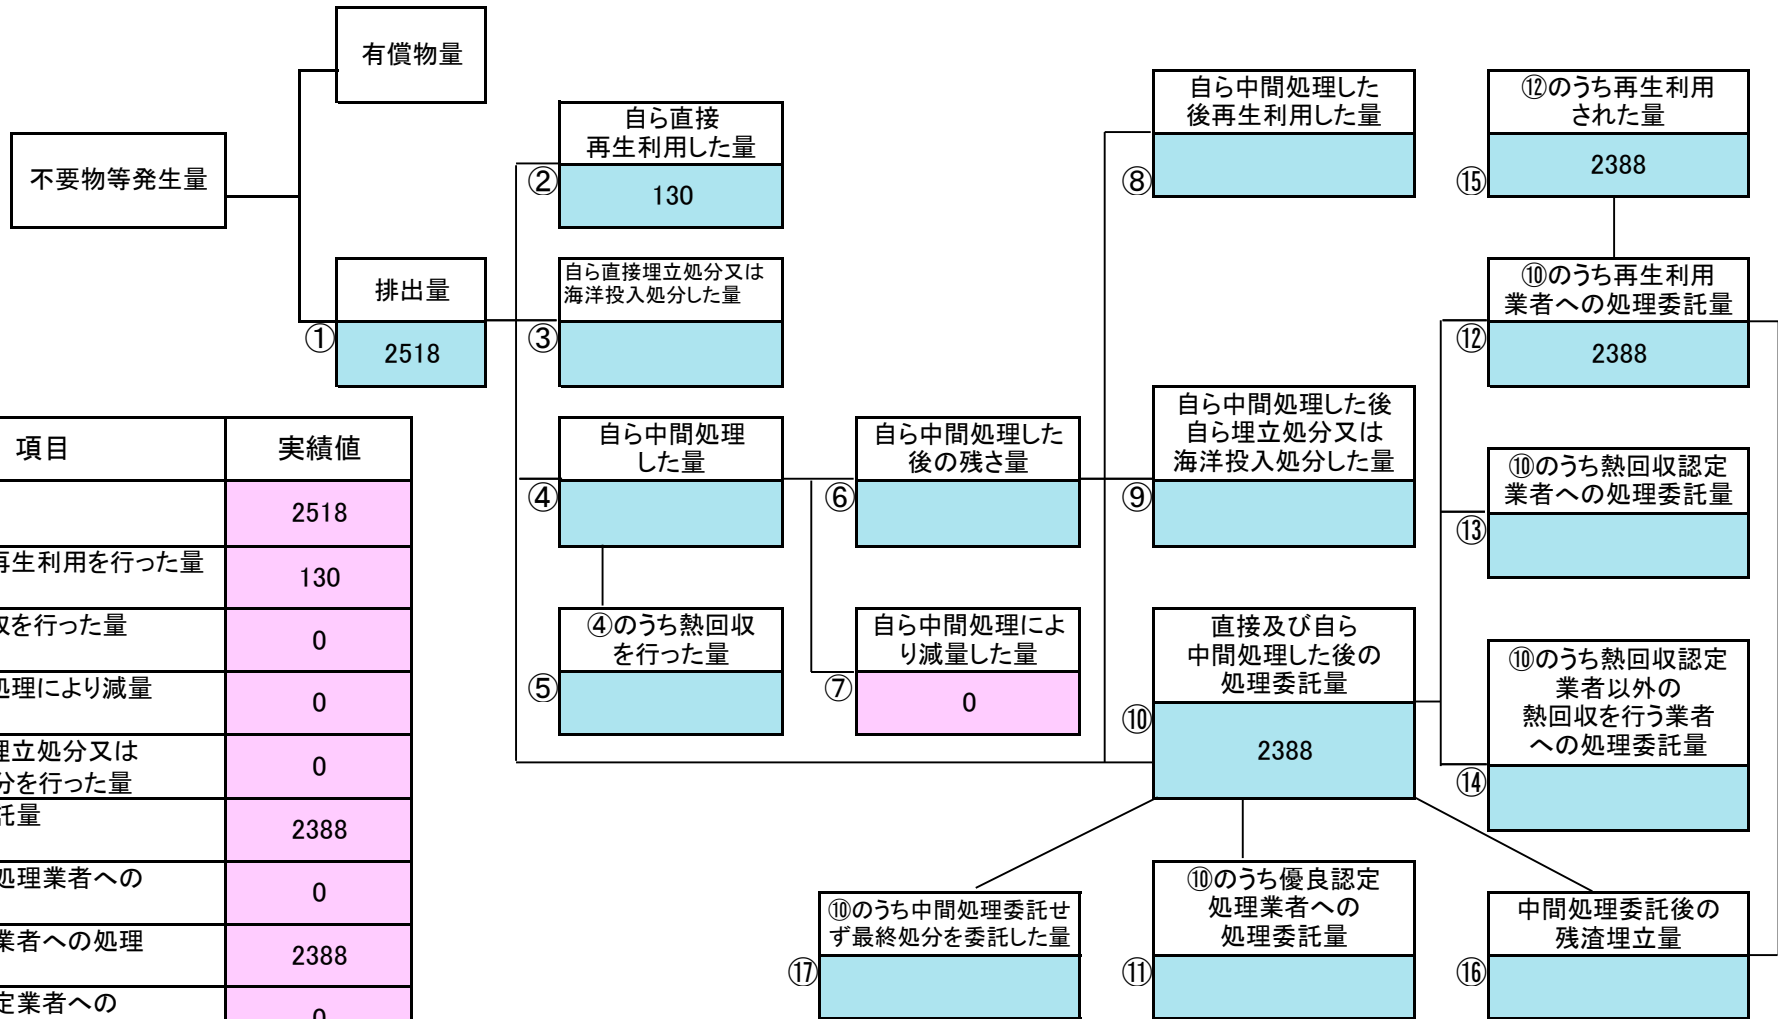 有償物量
不要物等発生量
排出量
①
2518
自ら直接
再生利用した量
②
130
自ら直接埋立処分又は
海洋投入処分した量
③
自ら中間処理
した量
④
④のうち熱回収
を行った量
⑤
自ら中間処理した
後の残さ量
⑥
自ら中間処理によ
り減量した量
⑦
0
自ら中間処理した
後再生利用した量
⑧
自ら中間処理した後
自ら埋立処分又は
海洋投入処分した量
⑨
直接及び自ら
中間処理した後の
処理委託量
⑩
2388
⑩のうち優良認定
処理業者への
処理委託量
⑪
⑫のうち再生利用
された量
⑮
2388
⑩のうち再生利用
業者への処理委託量
⑫
2388
⑩のうち熱回収認定
業者への処理委託量
⑬
⑩のうち熱回収認定
業者以外の
熱回収を行う業者
への処理委託量
⑭
中間処理委託後の
残渣埋立量
⑯
⑩のうち中間処理委託せ
ず最終処分を委託した量
⑰
項目 実績値
2518
再生利用を行った量 130
収を行った量 0
処理により減量 0
埋立処分又は
分を行った量 0
託量 2388
処理業者への 0
業者への処理 2388
定業者への 0